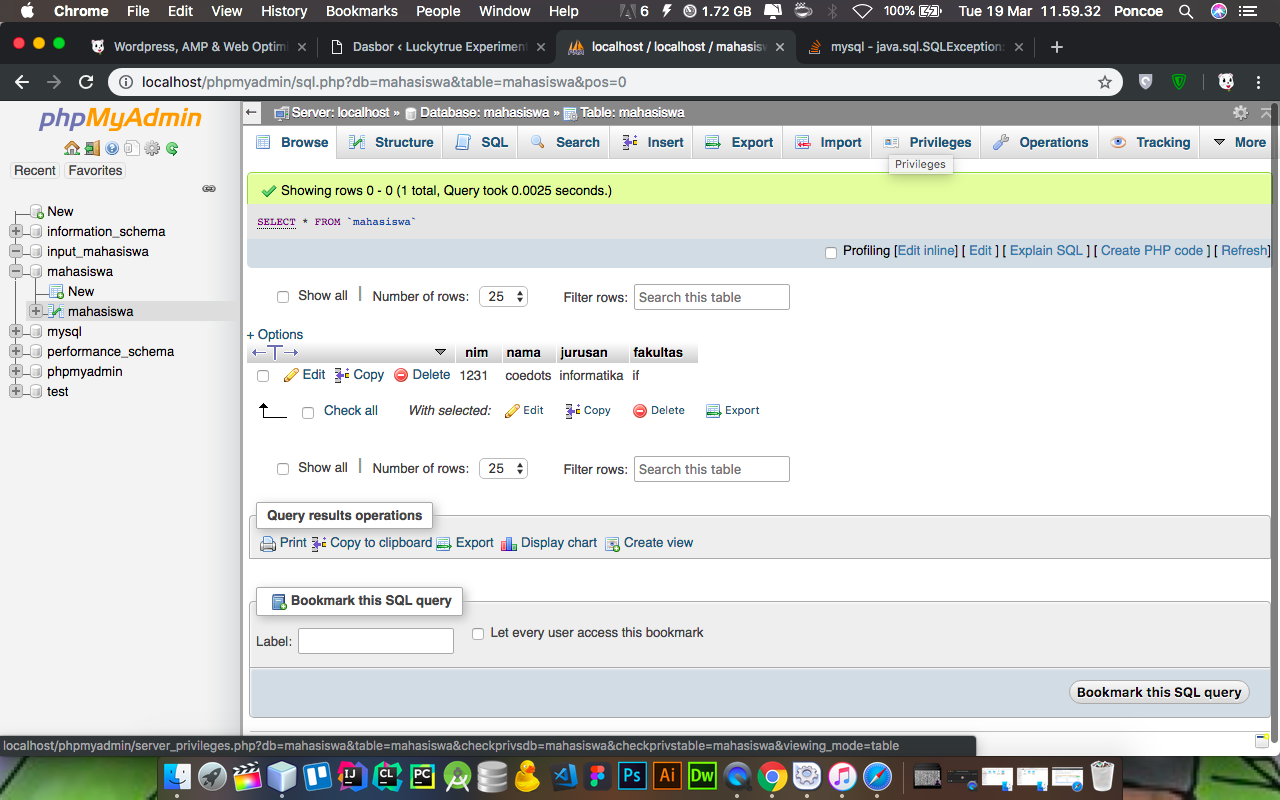 Chrome File Edit View History Bookmarks People Window Help 6 1.72 GB 100% Tue 19 Mar 11.59.32 Poncoe
Wordpress, AMP & Web Optimi Dasbor ‹ Luckytrue Experiment localhost / localhost / mahasisw mysql - java.sql.SQLException:
localhost/phpmyadmin/sql.php?db=mahasiswa&table=mahasiswa&pos=0
phpMyAdmin
Recent Favorites
New
information_schema
input_mahasiswa
mahasiswa
New
mahasiswa
mysql
performance_schema
phpmyadmin
test
Server: localhost » Database: mahasiswa » Table: mahasiswa
Browse Structure SQL Search Insert Export Import Privileges Operations Tracking More
Privileges
Showing rows 0 - 0 (1 total, Query took 0.0025 seconds.)
SELECT * FROM `mahasiswa`
Profiling [Edit inline] [ Edit ] [ Explain SQL ] [ Create PHP code ] [ Refresh]
Show all | Number of rows: 25 Filter rows: Search this table
+ Options
←T→ nim nama jurusan fakultas
Edit Copy Delete 1231 coedots informatika if
Check all With selected: Edit Copy Delete Export
Show all | Number of rows: 25 Filter rows: Search this table
Query results operations
Print Copy to clipboard Export Display chart Create view
Bookmark this SQL query
Label: Let every user access this bookmark
Bookmark this SQL query
localhost/phpmyadmin/server_privileges.php?db=mahasiswa&table=mahasiswa&checkprivsdb=mahasiswa&checkprivstable=mahasiswa&viewing_mode=table
IJ CL PC Ps Ai Dw